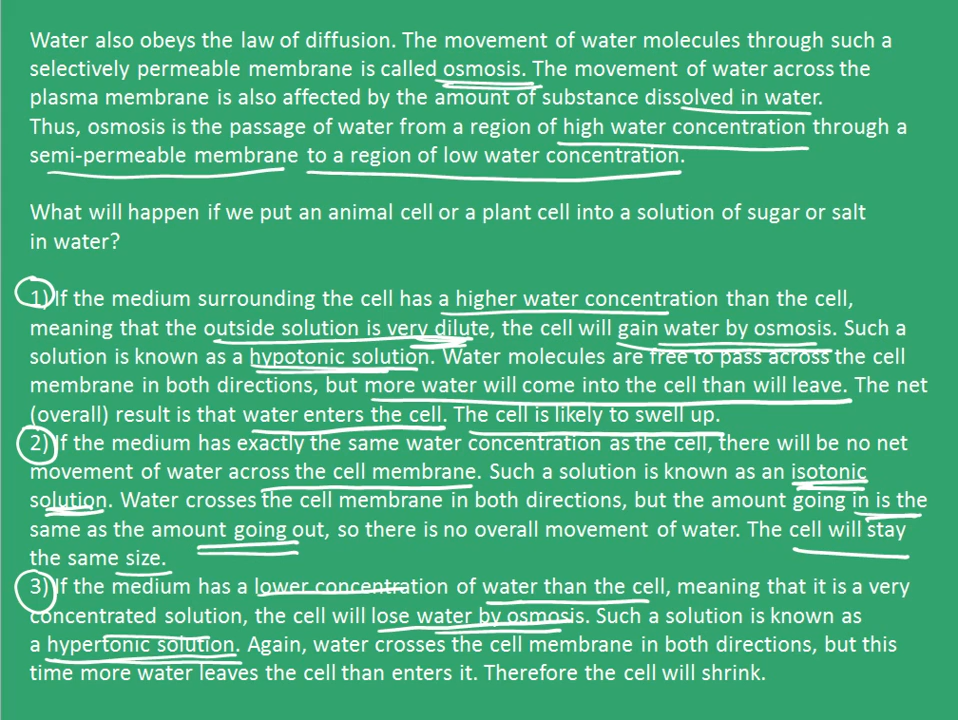 Water also obeys the law of diffusion. The movement of water molecules through such a
selectively permeable membrane is called osmosis. The movement of water across the
plasma membrane is also affected by the amount of substance dissolved in water.
Thus, osmosis is the passage of water from a region of high water concentration through a
semi-permeable membrane to a region of low water concentration.
What will happen if we put an animal cell or a plant cell into a solution of sugar or salt
in water?
1) If the medium surrounding the cell has a higher water concentration than the cell,
meaning that the outside solution is very dilute, the cell will gain water by osmosis. Such a
solution is known as a hypotonic solution. Water molecules are free to pass across the cell
membrane in both directions, but more water will come into the cell than will leave. The net
(overall) result is that water enters the cell. The cell is likely to swell up.
2) If the medium has exactly the same water concentration as the cell, there will be no net
movement of water across the cell membrane. Such a solution is known as an isotonic
solution. Water crosses the cell membrane in both directions, but the amount going in is the
same as the amount going out, so there is no overall movement of water. The cell will stay
the same size.
3) If the medium has a lower concentration of water than the cell, meaning that it is a very
concentrated solution, the cell will lose water by osmosis. Such a solution is known as
a hypertonic solution. Again, water crosses the cell membrane in both directions, but this
time more water leaves the cell than enters it. Therefore the cell will shrink.